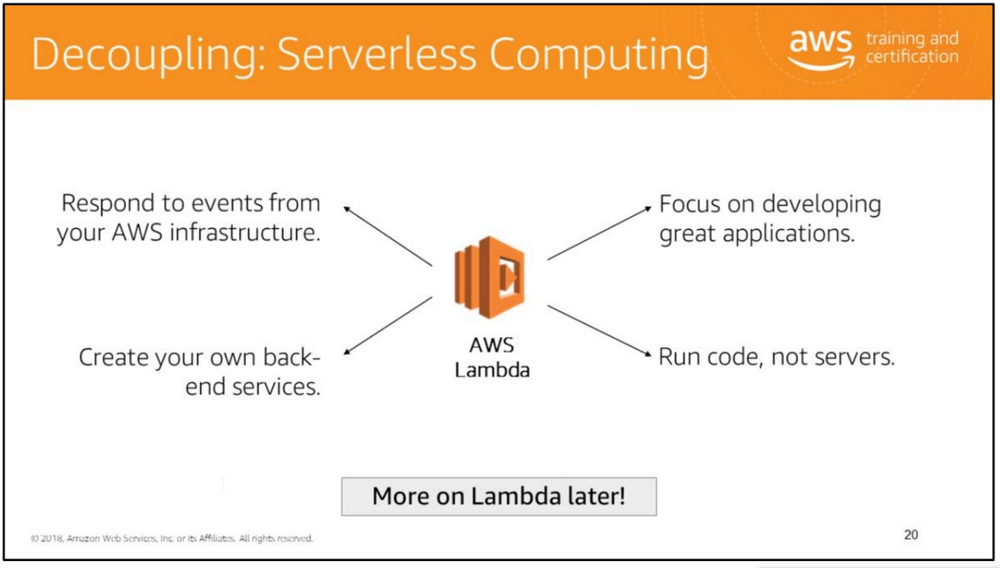 Decoupling: Serverless Computing
aws training and
certification
Respond to events from
your AWS infrastructure.
Focus on developing
great applications.
AWS
Lambda
Create your own back-
end services.
Run code, not servers.
More on Lambda later!
© 2018, Amazon Web Services, Inc. or its Affiliates. All rights reserved.
20